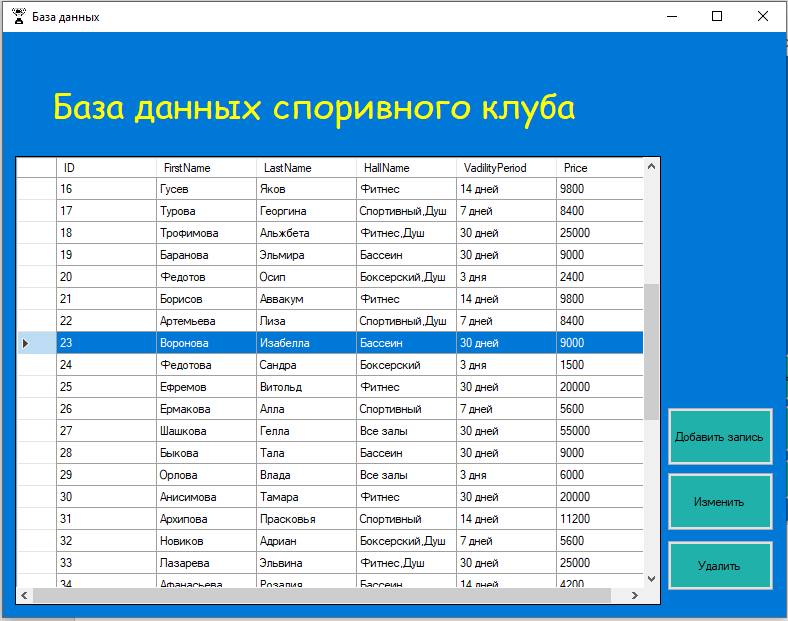 База данных
База данных споривного клуба
ID FirstName LastName HallName VadilityPeriod Price
16 Гусев Яков Фитнес 14 дней 9800
17 Турова Георгина Спортивный,Душ 7 дней 8400
18 Трофимова Альжбета Фитнес,Душ 30 дней 25000
19 Баранова Эльмира Бассеин 30 дней 9000
20 Федотов Осип Боксерский,Душ 3 дня 2400
21 Борисов Аввакум Фитнес 14 дней 9800
22 Артемьева Лиза Спортивный,Душ 7 дней 8400
23 Воронова Изабелла Бассеин 30 дней 9000
24 Федотова Сандра Боксерский 3 дня 1500
25 Ефремов Витольд Фитнес 30 дней 20000
26 Ермакова Алла Спортивный 7 дней 5600
27 Шашкова Гелла Все залы 30 дней 55000
28 Быкова Тала Бассеин 30 дней 9000
29 Орлова Влада Все залы 3 дня 6000
30 Анисимова Тамара Фитнес 30 дней 20000
31 Архипова Прасковья Спортивный 14 дней 11200
32 Новиков Адриан Боксерский,Душ 7 дней 5600
33 Лазарева Эльвина Фитнес,Душ 30 дней 25000
34 Афанасьева Розалия Бассеин 14 дней 4200
Добавить запись
Изменить
Удалить